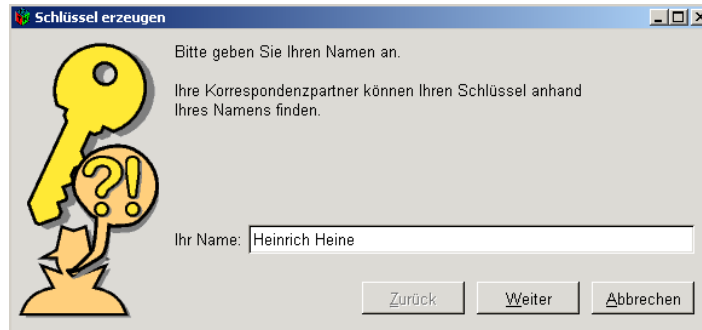 Schlüssel erzeugen
Bitte geben Sie Ihren Namen an.
Ihre Korrespondenzpartner können Ihren Schlüssel anhand
Ihres Namens finden.
?!
Ihr Name: Heinrich Heine
Zurück Weiter Abbrechen